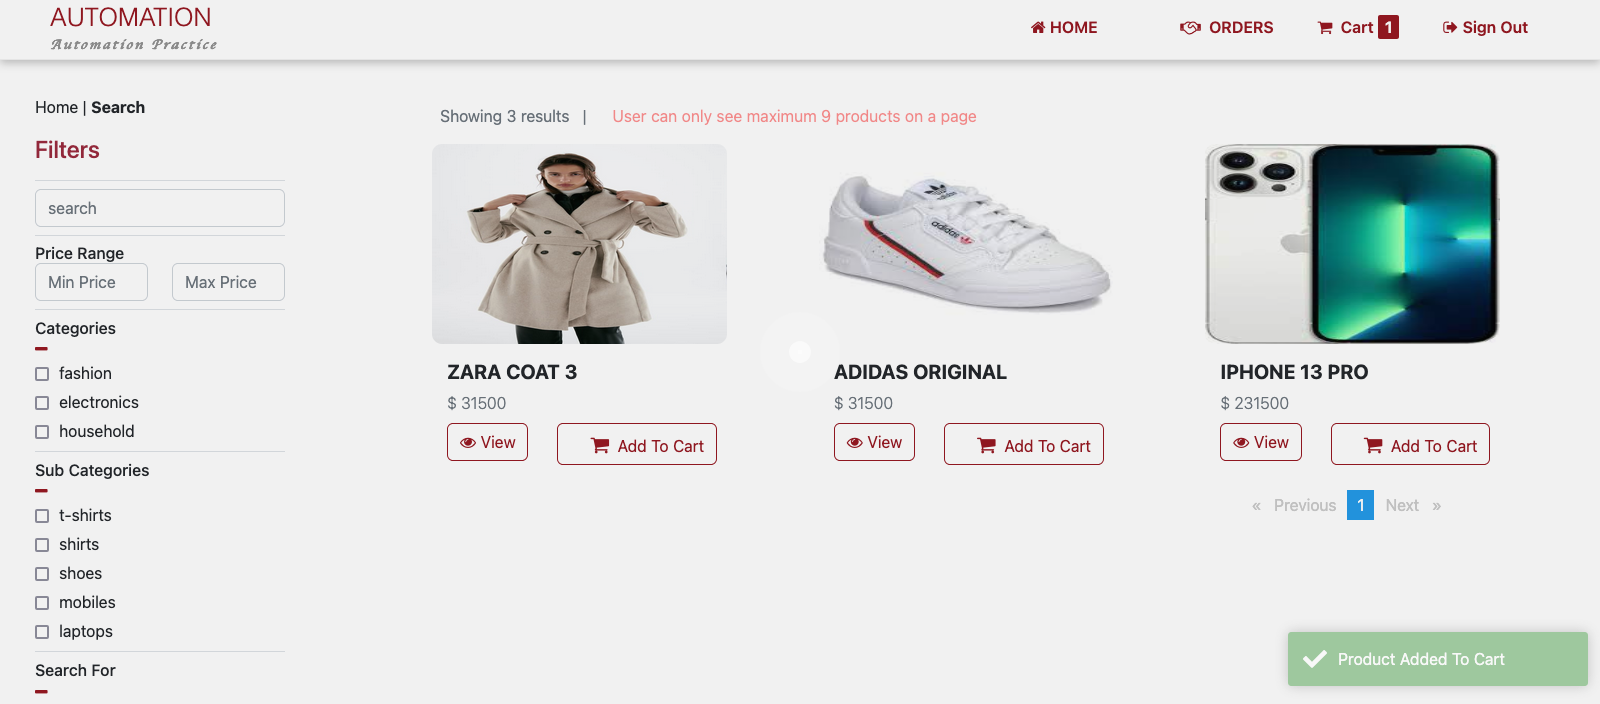 AUTOMATION
Automation Practice
HOME
ORDERS
Cart 1
Sign Out
Home | Search
Filters
search
Price Range
Min Price
Max Price
Categories
fashion
electronics
household
Sub Categories
t-shirts
shirts
shoes
mobiles
laptops
Search For
Showing 3 results |
User can only see maximum 9 products on a page
ZARA COAT 3
$ 31500
View
Add To Cart
adidas
ADIDAS ORIGINAL
$ 31500
View
Add To Cart
IPHONE 13 PRO
$ 231500
View
Add To Cart
« Previous 1 Next »
Product Added To Cart